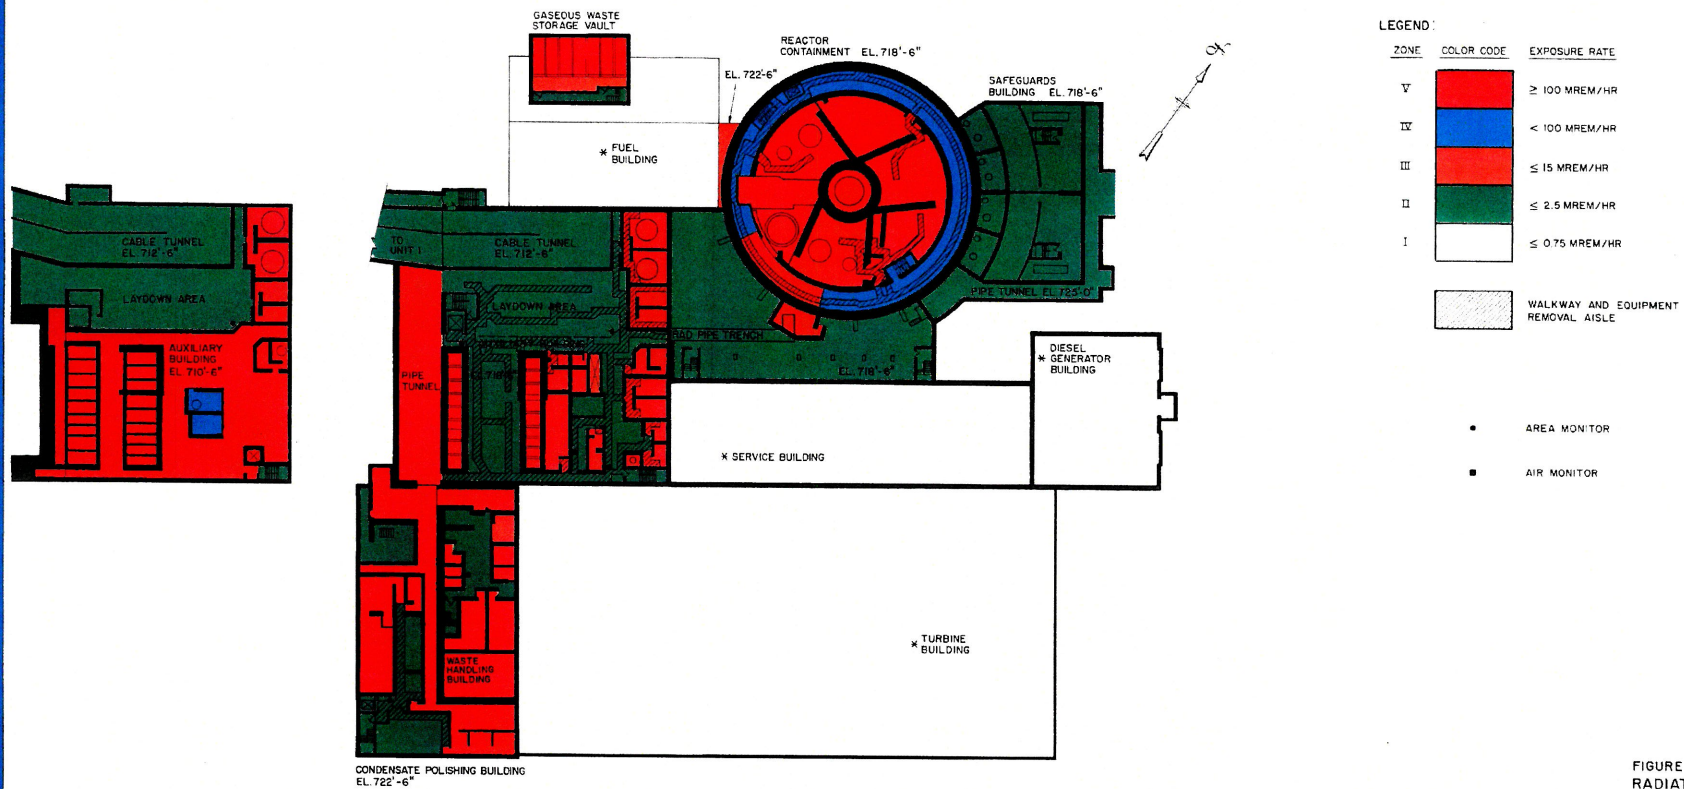 GASEOUS WASTE
STORAGE VAULT
REACTOR
CONTAINMENT EL. 718'-6"
EL. 722'-6"
SAFEGUARDS
BUILDING EL. 718'-6"
* FUEL
BUILDING
CABLE TUNNEL
EL. 712'-6"
LAYDOWN AREA
AUXILIARY
BUILDING
EL. 710'-6"
TO
UNIT 1
CABLE TUNNEL
EL. 712'-6"
LAYDOWN AREA
PIPE
TUNNEL
EL. 718'-6"
RAD PIPE TRENCH
EL. 718'-6"
PIPE TUNNEL EL. 725'-0"
DIESEL
* GENERATOR
BUILDING
* SERVICE BUILDING
* TURBINE
BUILDING
WASTE
HANDLING
BUILDING
CONDENSATE POLISHING BUILDING
EL. 722'-6"
LEGEND:
ZONE COLOR CODE EXPOSURE RATE
V ≥ 100 MREM/HR
IV < 100 MREM/HR
III ≤ 15 MREM/HR
II ≤ 2.5 MREM/HR
I ≤ 0.75 MREM/HR
WALKWAY AND EQUIPMENT
REMOVAL AISLE
AREA MONITOR
AIR MONITOR
FIGURE
RADIAT